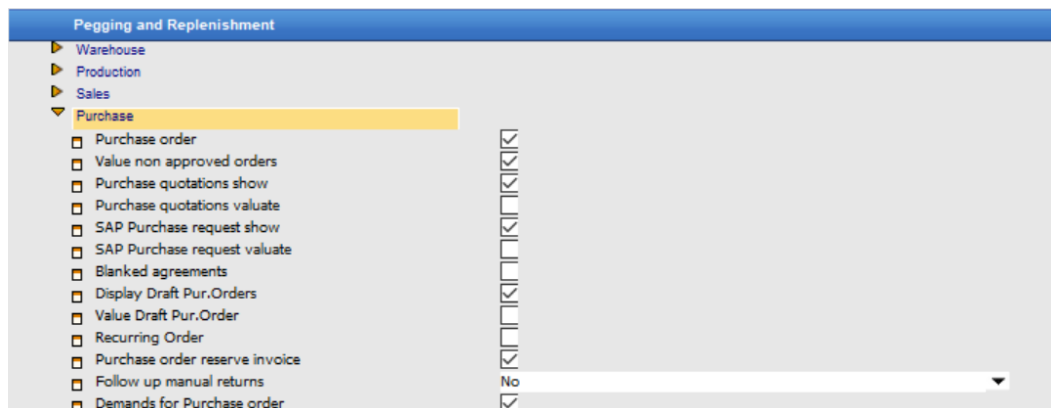 Pegging and Replenishment
Warehouse
Production
Sales
Purchase
Purchase order
Value non approved orders
Purchase quotations show
Purchase quotations valuate
SAP Purchase request show
SAP Purchase request valuate
Blanked agreements
Display Draft Pur.Orders
Value Draft Pur.Order
Recurring Order
Purchase order reserve invoice
Follow up manual returns No
Demands for Purchase order